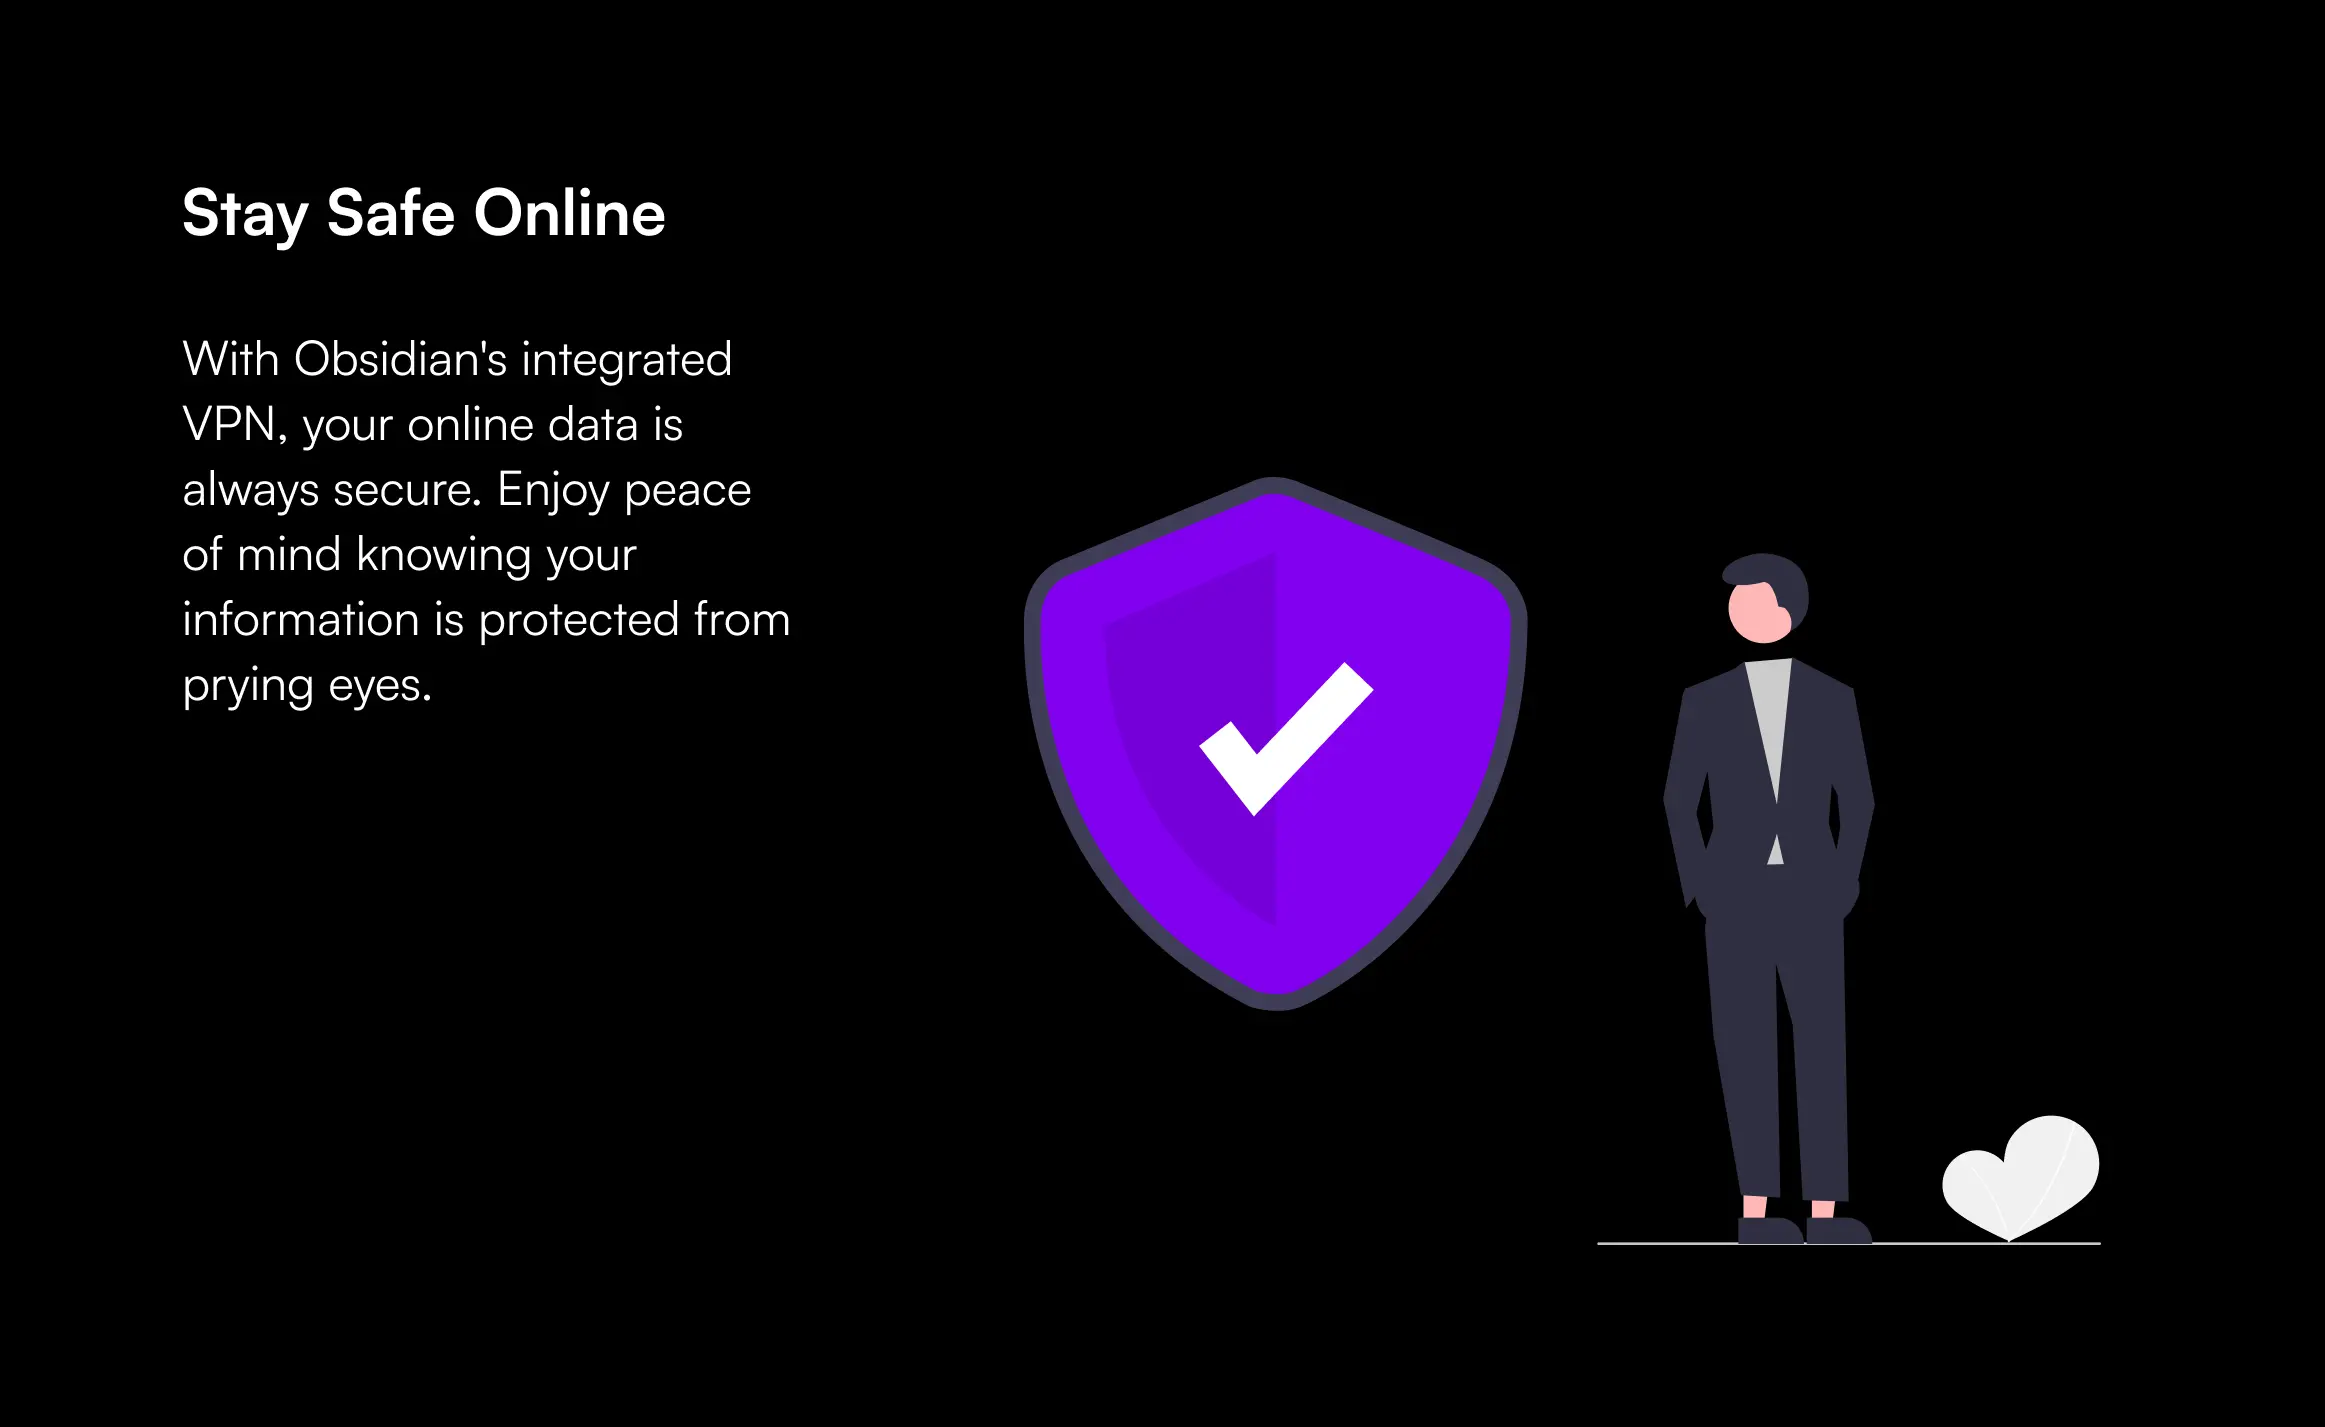 Stay Safe Online
With Obsidian's integrated
VPN, your online data is
always secure. Enjoy peace
of mind knowing your
information is protected from
prying eyes.